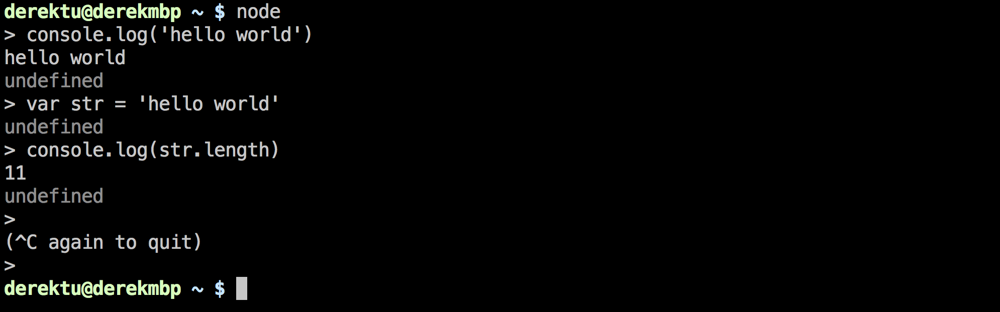 derektu@derekmbp ~ $ node
> console.log('hello world')
hello world
undefined
> var str = 'hello world'
undefined
> console.log(str.length)
11
undefined
>
(^C again to quit)
>
derektu@derekmbp ~ $